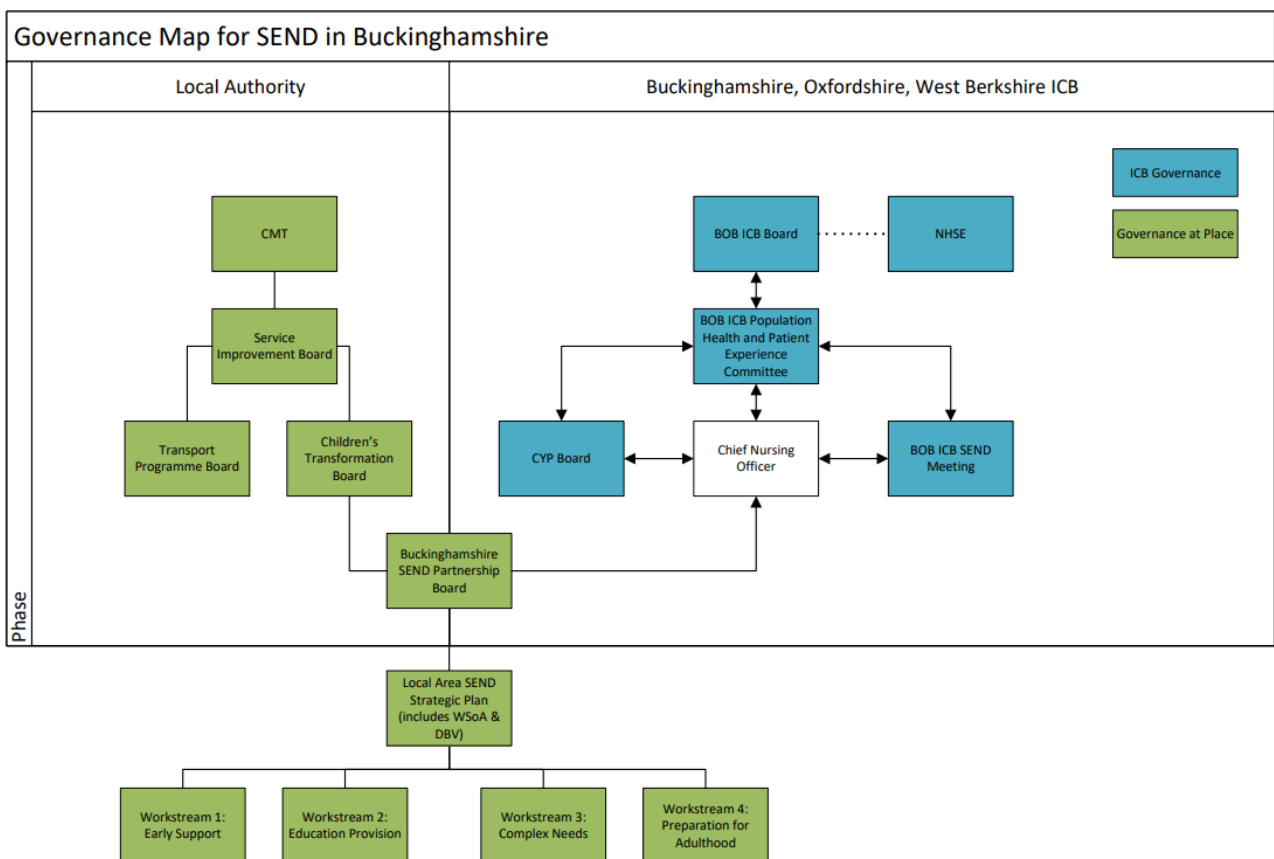 Governance Map for SEND in Buckinghamshire
Phase
Local Authority
Buckinghamshire, Oxfordshire, West Berkshire ICB
ICB Governance
Governance at Place
CMT
BOB ICB Board
NHSE
Service
Improvement Board
BOB ICB Population
Health and Patient
Experience
Committee
Transport
Programme Board
Children's
Transformation
Board
CYP Board
Chief Nursing
Officer
BOB ICB SEND
Meeting
Buckinghamshire
SEND Partnership
Board
Local Area SEND
Strategic Plan
(includes WSoA &
DBV)
Workstream 1:
Early Support
Workstream 2:
Education Provision
Workstream 3:
Complex Needs
Workstream 4:
Preparation for
Adulthood